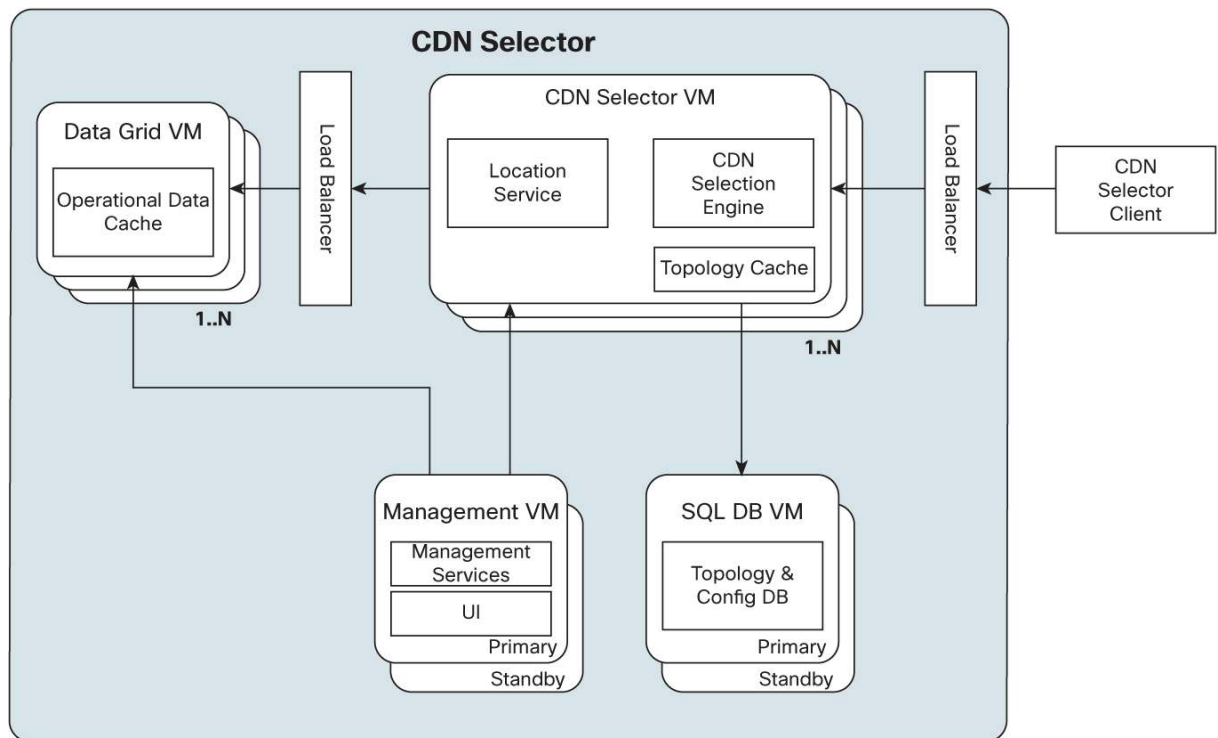 CDN Selector
Data Grid VM
Operational Data
Cache
1..N
Load Balancer
CDN Selector VM
Location
Service
CDN
Selection
Engine
Topology Cache
1..N
Load Balancer
CDN
Selector
Client
Management VM
Management
Services
UI
Primary
Standby
SQL DB VM
Topology &
Config DB
Primary
Standby